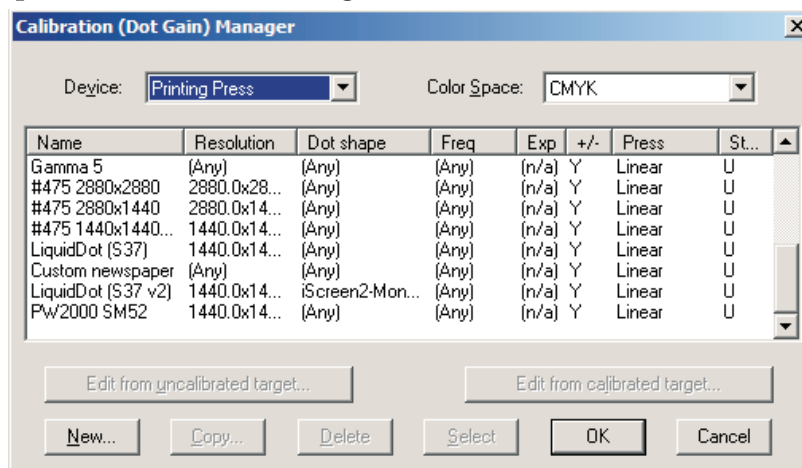 Calibration (Dot Gain) Manager
Device: Printing Press Color Space: CMYK
Name Resolution Dot shape Freq Exp +/- Press St...
Gamma 5 (Any) (Any) (Any) (n/a) Y Linear U
#475 2880x2880 2880.0x28... (Any) (Any) (n/a) Y Linear U
#475 2880x1440 2880.0x14... (Any) (Any) (n/a) Y Linear U
#475 1440x1440... 1440.0x14... (Any) (Any) (n/a) Y Linear U
LiquidDot (S37) 1440.0x14... (Any) (Any) (n/a) Y Linear U
Custom newspaper (Any) (Any) (Any) (n/a) Y Linear U
LiquidDot (S37 v2) 1440.0x14... iScreen2-Mon... (Any) (n/a) Y Linear U
PW2000 SM52 1440.0x14... (Any) (Any) (n/a) Y Linear U
Edit from uncalibrated target... Edit from calibrated target...
New... Copy... Delete Select OK Cancel